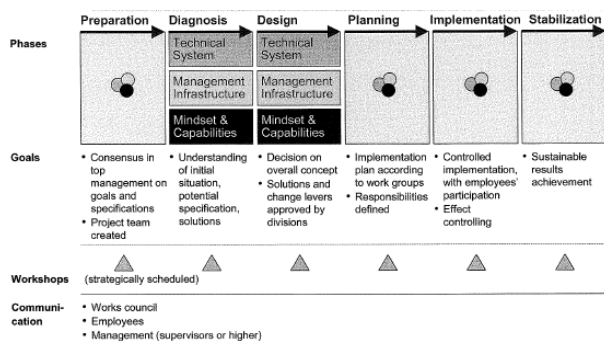 Preparation Diagnosis Design Planning Implementation Stabilization
Phases
Technical System
Technical System
Management Infrastructure
Management Infrastructure
Mindset & Capabilities
Mindset & Capabilities
Goals
• Consensus in
top
management on
goals and
specifications
• Project team
created
• Understanding
of initial
situation,
potential
specification,
solutions
• Decision on
overall concept
• Solutions and
change levers
approved by
divisions
• Implementation
plan according
to work groups
• Responsibilities
defined
• Controlled
implementation,
with employees'
participation
• Effect
controlling
• Sustainable
results
achievement
Workshops (strategically scheduled)
Communi-
cation
• Works council
• Employees
• Management (supervisors or higher)